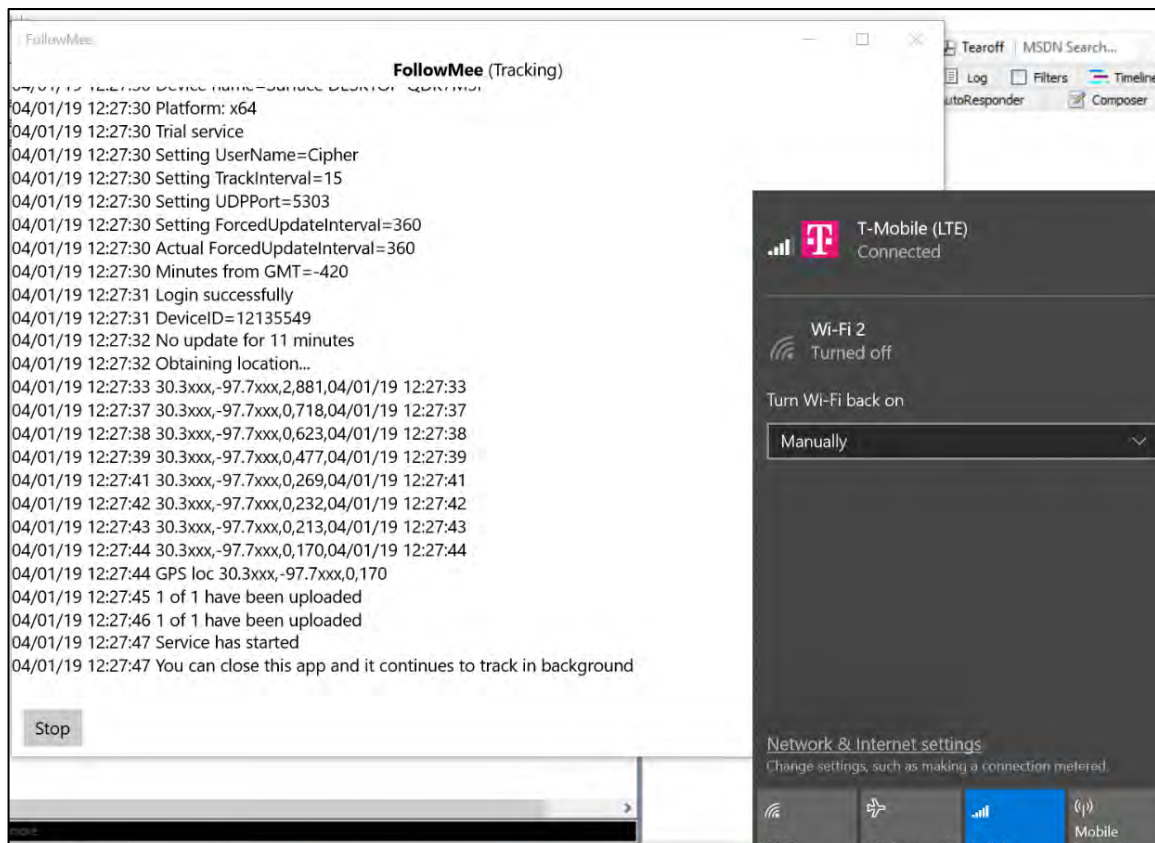 FollowMee
FollowMee (Tracking)
04/01/19 12:27:30 Platform: x64
04/01/19 12:27:30 Trial service
04/01/19 12:27:30 Setting UserName=Cipher
04/01/19 12:27:30 Setting TrackInterval=15
04/01/19 12:27:30 Setting UDPPort=5303
04/01/19 12:27:30 Setting ForcedUpdateInterval=360
04/01/19 12:27:30 Actual ForcedUpdateInterval=360
04/01/19 12:27:30 Minutes from GMT=-420
04/01/19 12:27:31 Login successfully
04/01/19 12:27:31 DeviceID=12135549
04/01/19 12:27:32 No update for 11 minutes
04/01/19 12:27:32 Obtaining location...
04/01/19 12:27:33 30.3xxx,-97.7xxx,2,881,04/01/19 12:27:33
04/01/19 12:27:37 30.3xxx,-97.7xxx,0,718,04/01/19 12:27:37
04/01/19 12:27:38 30.3xxx,-97.7xxx,0,623,04/01/19 12:27:38
04/01/19 12:27:39 30.3xxx,-97.7xxx,0,477,04/01/19 12:27:39
04/01/19 12:27:41 30.3xxx,-97.7xxx,0,269,04/01/19 12:27:41
04/01/19 12:27:42 30.3xxx,-97.7xxx,0,232,04/01/19 12:27:42
04/01/19 12:27:43 30.3xxx,-97.7xxx,0,213,04/01/19 12:27:43
04/01/19 12:27:44 30.3xxx,-97.7xxx,0,170,04/01/19 12:27:44
04/01/19 12:27:44 GPS loc 30.3xxx,-97.7xxx,0,170
04/01/19 12:27:45 1 of 1 have been uploaded
04/01/19 12:27:46 1 of 1 have been uploaded
04/01/19 12:27:47 Service has started
04/01/19 12:27:47 You can close this app and it continues to track in background
Stop
Tearoff MSDN Search...
Log Filters Timeline
utoResponder Composer
T-Mobile (LTE)
Connected
Wi-Fi 2
Turned off
Turn Wi-Fi back on
Manually
Network & Internet settings
Change settings, such as making a connection metered.
Mobile